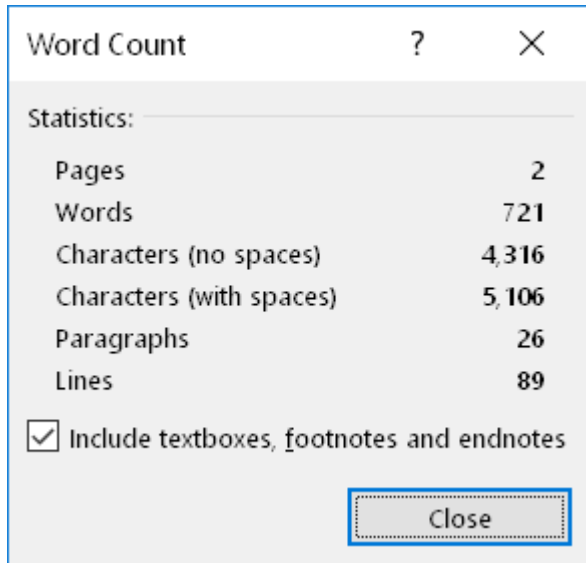 Word Count
Statistics:
Pages 2
Words 721
Characters (no spaces) 4,316
Characters (with spaces) 5,106
Paragraphs 26
Lines 89
Include textboxes, footnotes and endnotes
Close